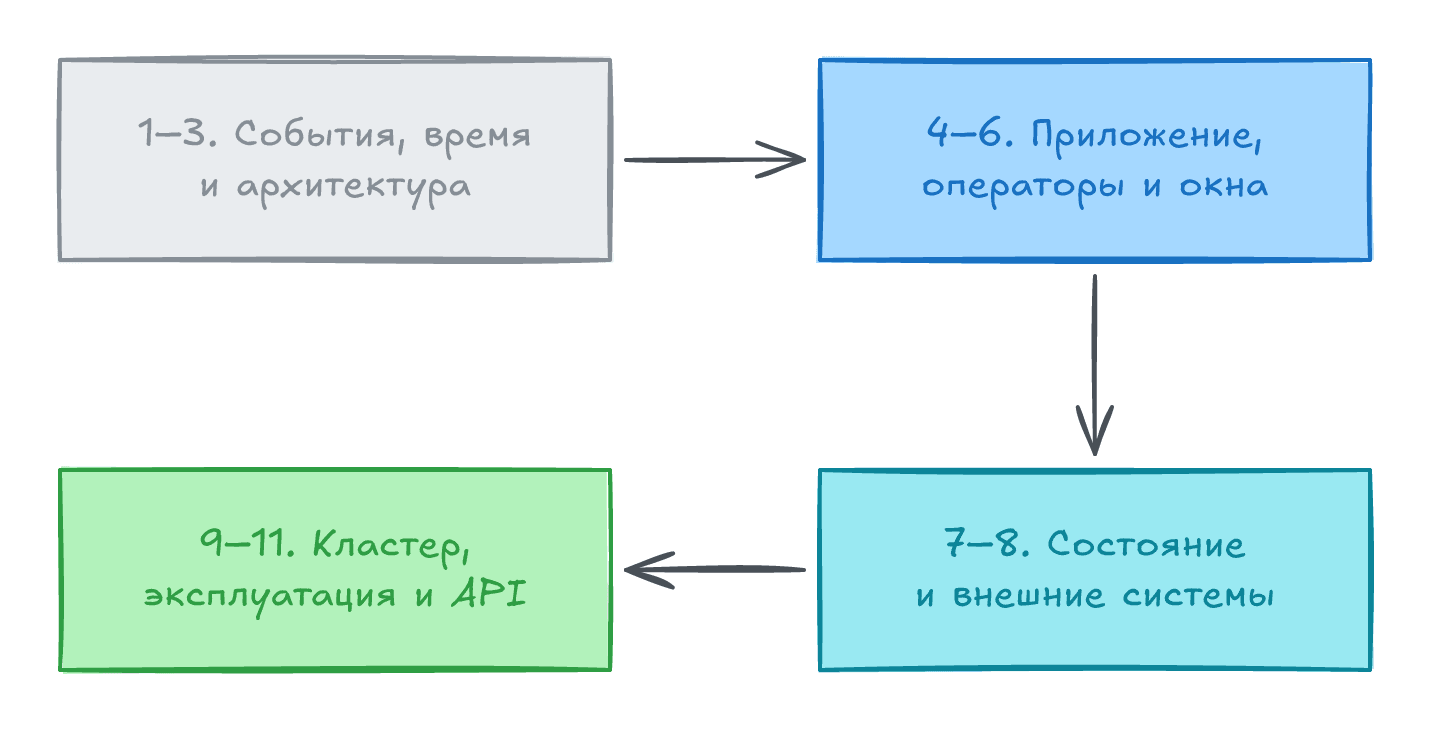 1—3. События, время
и архитектура
4—6. Приложение,
операторы и окна
7—8. Состояние
и внешние системы
9—11. Кластер,
эксплуатация и API